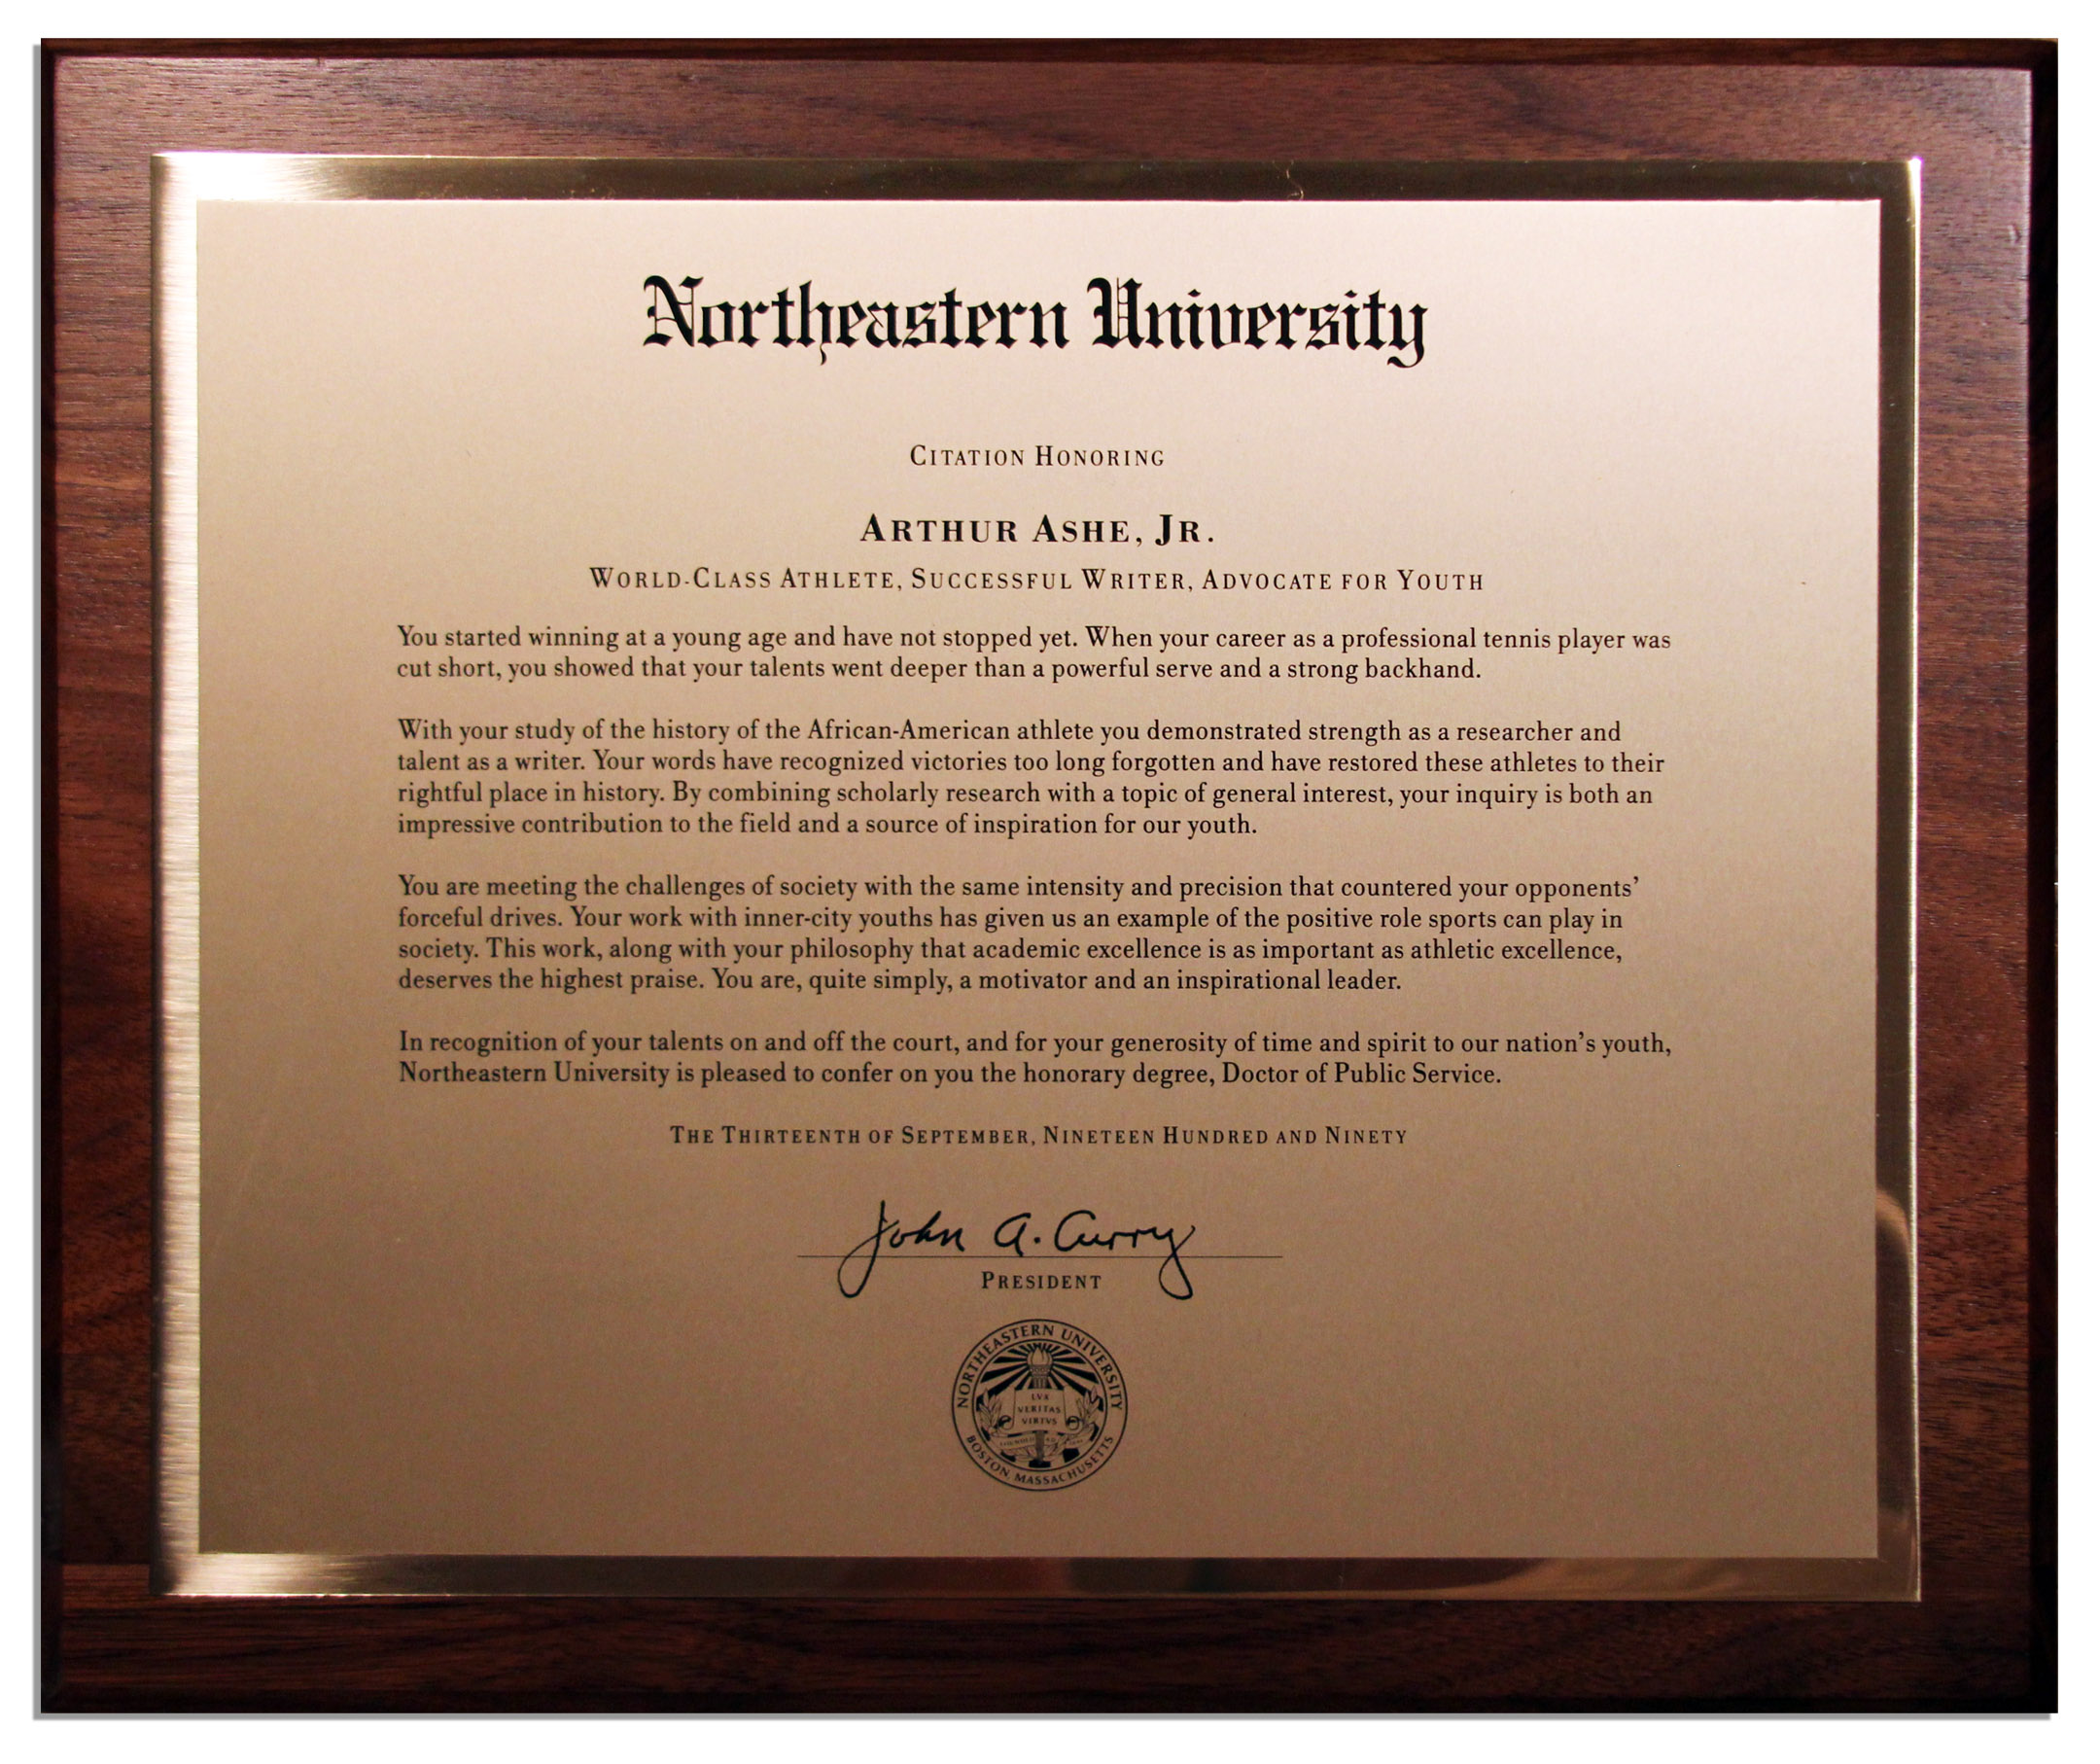 Northeastern University
CITATION HONORING
ARTHUR ASHE, JR.
WORLD-CLASS ATHLETE, SUCCESSFUL WRITER, ADVOCATE FOR YOUTH
You started winning at a young age and have not stopped yet. When your career as a professional tennis player was
cut short, you showed that your talents went deeper than a powerful serve and a strong backhand.
With your study of the history of the African-American athlete you demonstrated strength as a researcher and
talent as a writer. Your words have recognized victories too long forgotten and have restored these athletes to their
rightful place in history. By combining scholarly research with a topic of general interest, your inquiry is both an
impressive contribution to the field and a source of inspiration for our youth.
You are meeting the challenges of society with the same intensity and precision that countered your opponents’
forceful drives. Your work with inner-city youths has given us an example of the positive role sports can play in
society. This work, along with your philosophy that academic excellence is as important as athletic excellence,
deserves the highest praise. You are, quite simply, a motivator and an inspirational leader.
In recognition of your talents on and off the court, and for your generosity of time and spirit to our nation’s youth,
Northeastern University is pleased to confer on you the honorary degree, Doctor of Public Service.
THE THIRTEENTH OF SEPTEMBER, NINETEEN HUNDRED AND NINETY
John A. Curry
PRESIDENT
NORTHEASTERN UNIVERSITY
LVX
VERITAS
VIRTVS
BOSTON, MASSACHUSETTS